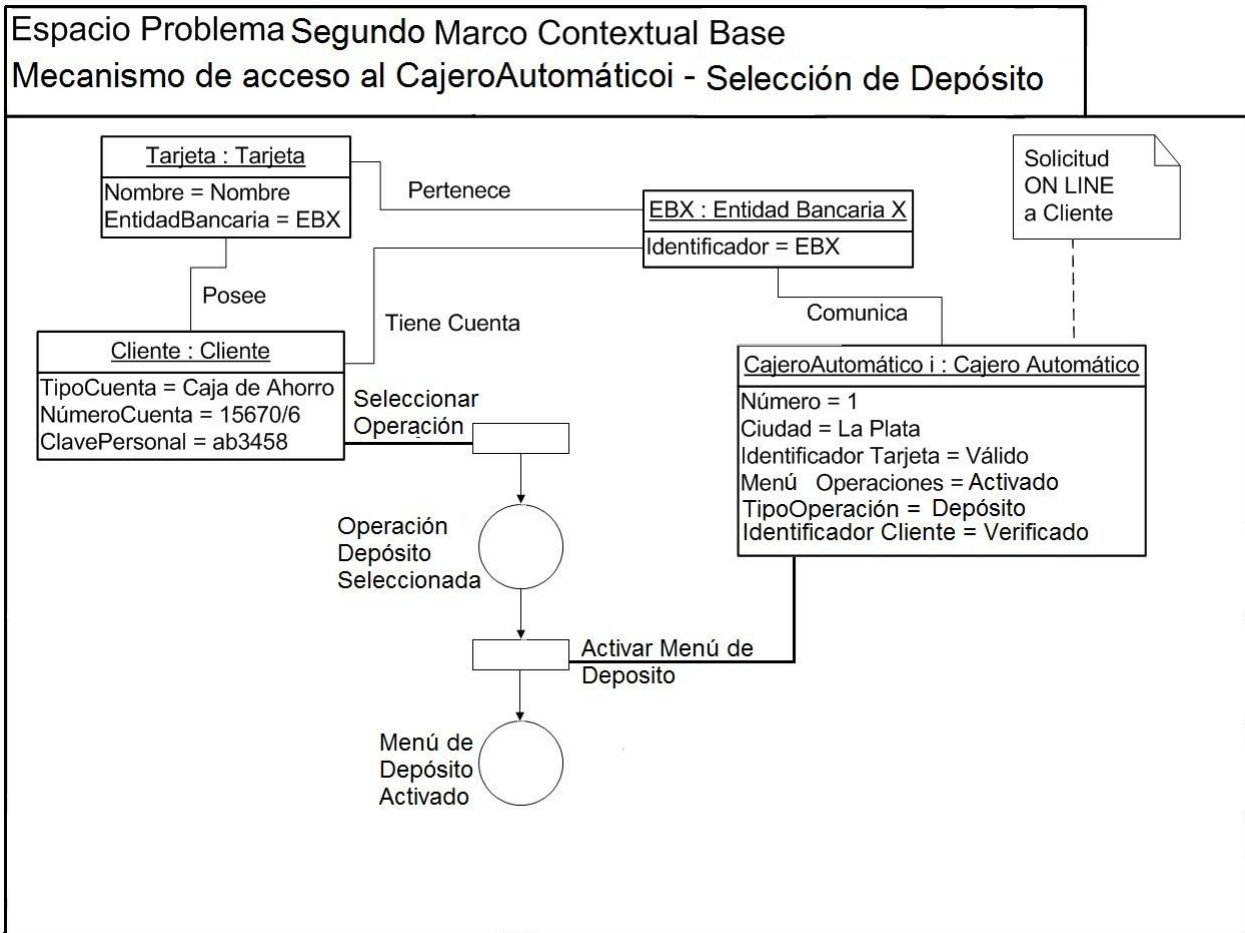 Espacio Problema Segundo Marco Contextual Base
Mecanismo de acceso al CajeroAutomáticoi - Selección de Depósito
Tarjeta : Tarjeta
Nombre = Nombre
EntidadBancaria = EBX
Pertenece
EBX : Entidad Bancaria X
Identificador = EBX
Solicitud
ON LINE
a Cliente
Posee
Tiene Cuenta
Comunica
Cliente : Cliente
TipoCuenta = Caja de Ahorro
NúmeroCuenta = 15670/6
ClavePersonal = ab3458
Seleccionar
Operación
CajeroAutomático i : Cajero Automático
Número = 1
Ciudad = La Plata
Identificador Tarjeta = Válido
Menú Operaciones = Activado
TipoOperación = Depósito
Identificador Cliente = Verificado
Operación
Depósito
Seleccionada
Activar Menú de
Deposito
Menú de
Depósito
Activado